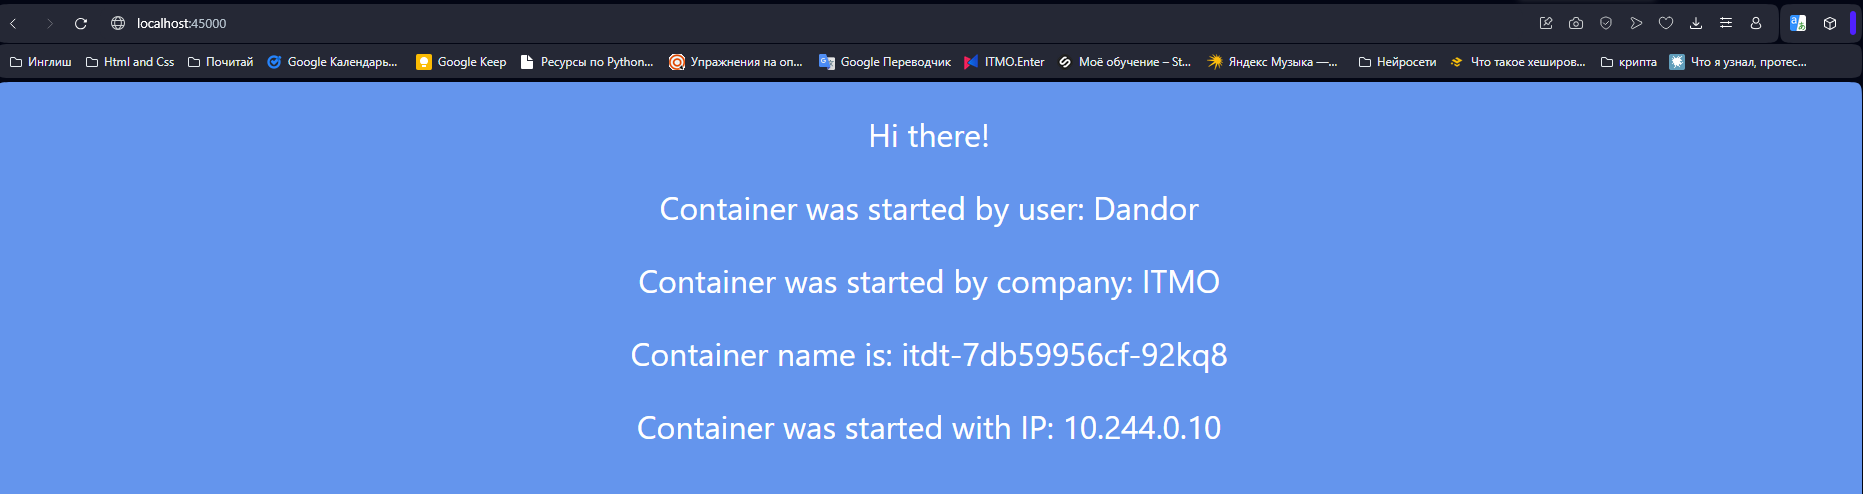 localhost:45000
Инглиш Html and Css Почитай Google Календарь... Google Keep Ресурсы по Python... Упражнения на оп... Google Переводчик ITMO.Enter Моё обучение – St... Яндекс Музыка —... Нейросети Что такое хеширов... крипта Что я узнал, протес...
Hi there!
Container was started by user: Dandor
Container was started by company: ITMO
Container name is: itdt-7db59956cf-92kq8
Container was started with IP: 10.244.0.10